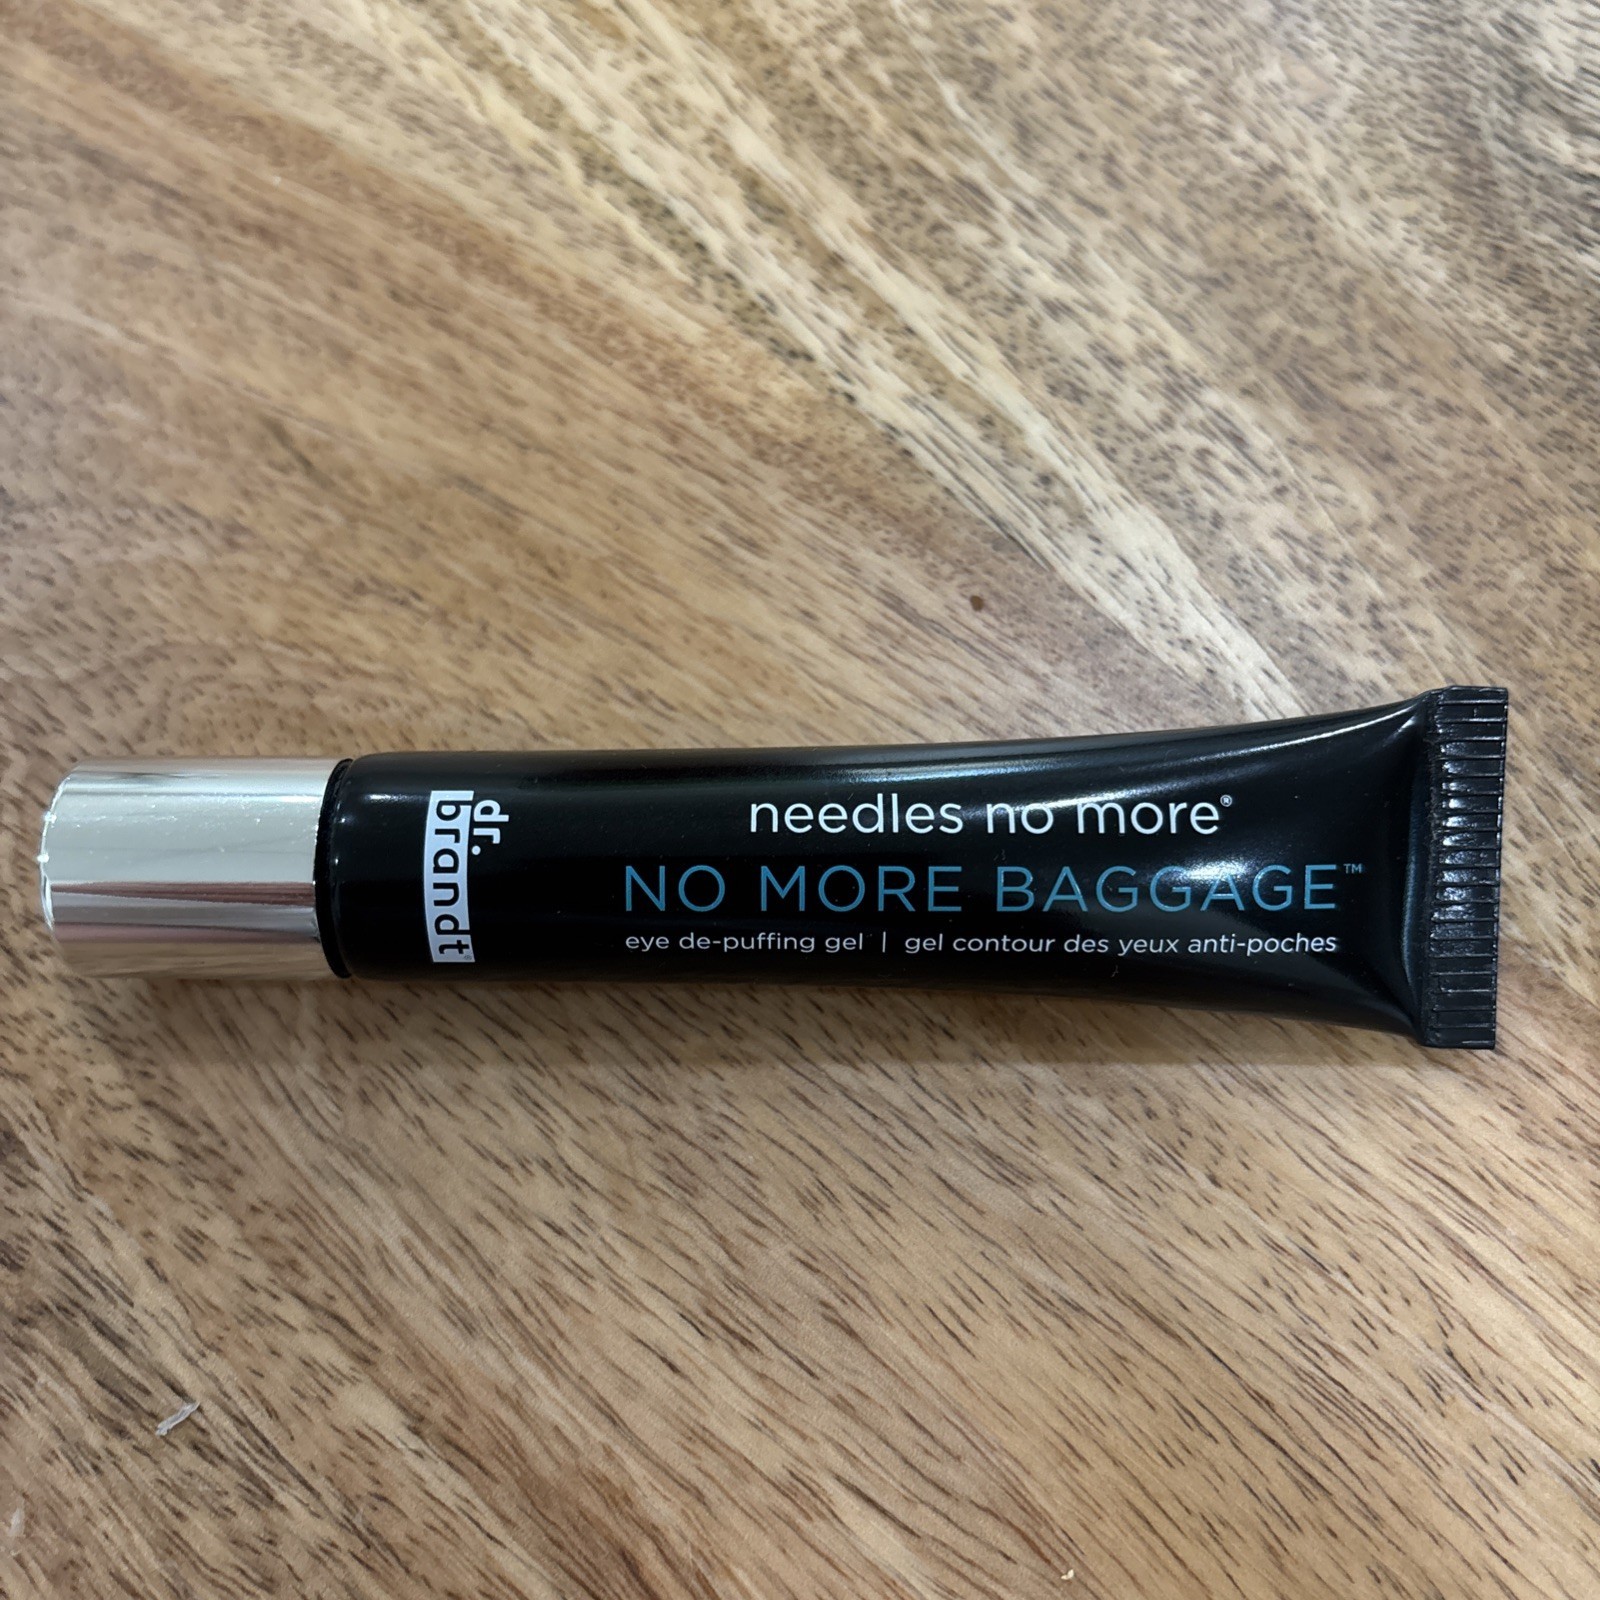 dr.
brandt®
needles no more®
NO MORE BAGGAGE™
eye de-puffing gel | gel contour des yeux anti-poches